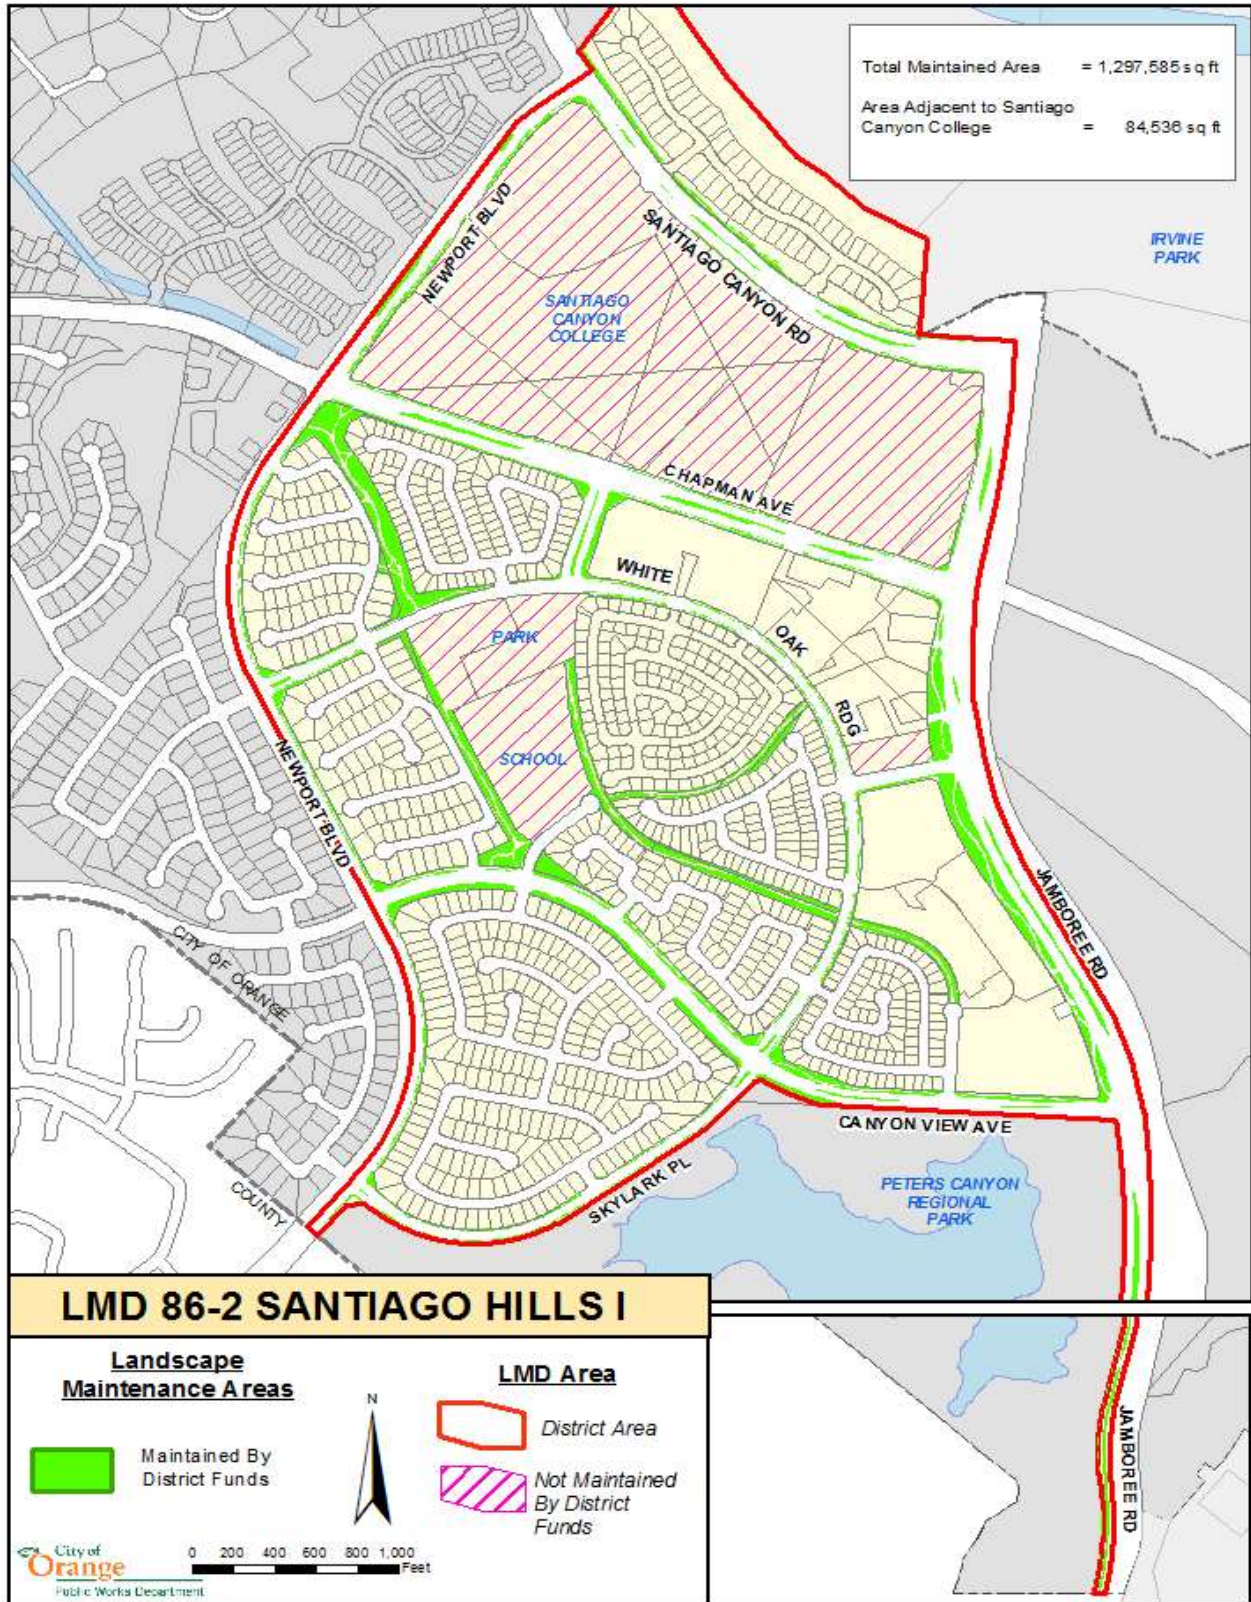 Total Maintained Area = 1,297,585 sq ft
Area Adjacent to Santiago
Canyon College = 84,536 sq ft
IRVINE
PARK
NEWPORT BLVD
SANTIAGO CANYON RD
SANTIAGO
CANYON
COLLEGE
CHAPMAN AVE
WHITE
OAK
RDG
PARK
SCHOOL
NEWPORT BLVD
JAMBOREE RD
CITY OF ORANGE
COUNTY
CANYON VIEW AVE
SKYLARK PL
PETERS CANYON
REGIONAL
PARK
LMD 86-2 SANTIAGO HILLS I
Landscape
Maintenance Areas
Maintained By
District Funds
N
LMD Area
District Area
Not Maintained
By District
Funds
City of
Orange
Public Works Department
0 200 400 600 800 1,000
Feet
JAMBOREE RD